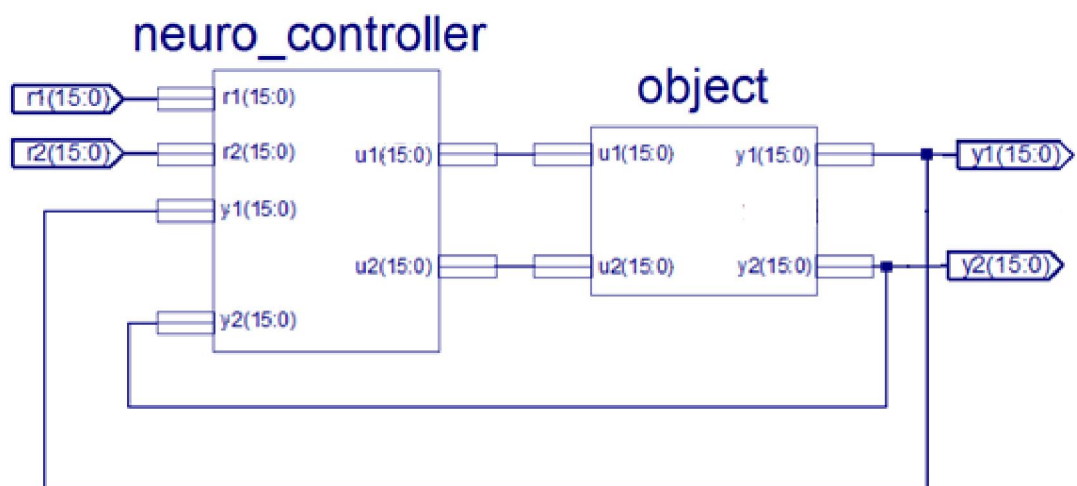 neuro_controller
object
r1(15:0)
r2(15:0)
r1(15:0)
r2(15:0)
y1(15:0)
y2(15:0)
u1(15:0)
u2(15:0)
u1(15:0)
u2(15:0)
y1(15:0)
y2(15:0)
y1(15:0)
y2(15:0)